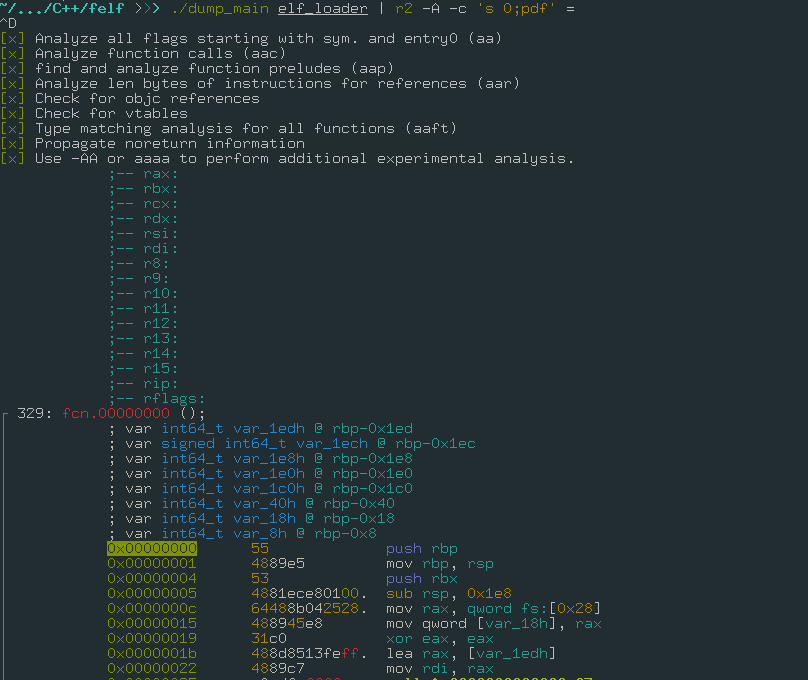 ~/.../C++/felf >>> ./dump_main elf_loader | r2 -A -c 's 0;pdf' =
^D
[x] Analyze all flags starting with sym. and entry0 (aa)
[x] Analyze function calls (aac)
[x] find and analyze function preludes (aap)
[x] Analyze len bytes of instructions for references (aar)
[x] Check for objc references
[x] Check for vtables
[x] Type matching analysis for all functions (aaft)
[x] Propagate noreturn information
[x] Use -AA or aaaa to perform additional experimental analysis.
;-- rax:
;-- rbx:
;-- rcx:
;-- rdx:
;-- rsi:
;-- rdi:
;-- r8:
;-- r9:
;-- r10:
;-- r11:
;-- r12:
;-- r13:
;-- r14:
;-- r15:
;-- rip:
;-- rflags:
┌ 329: fcn.00000000 ();
; var int64_t var_1edh @ rbp-0x1ed
; var signed int64_t var_1ech @ rbp-0x1ec
; var int64_t var_1e8h @ rbp-0x1e8
; var int64_t var_1e0h @ rbp-0x1e0
; var int64_t var_1c0h @ rbp-0x1c0
; var int64_t var_40h @ rbp-0x40
; var int64_t var_18h @ rbp-0x18
; var int64_t var_8h @ rbp-0x8
0x00000000 55 push rbp
0x00000001 4889e5 mov rbp, rsp
0x00000004 53 push rbx
0x00000005 4881ece80100. sub rsp, 0x1e8
0x0000000c 64488b042528. mov rax, qword fs:[0x28]
0x00000015 488945e8 mov qword [var_18h], rax
0x00000019 31c0 xor eax, eax
0x0000001b 488d8513feff. lea rax, [var_1edh]
0x00000022 4889c7 mov rdi, rax